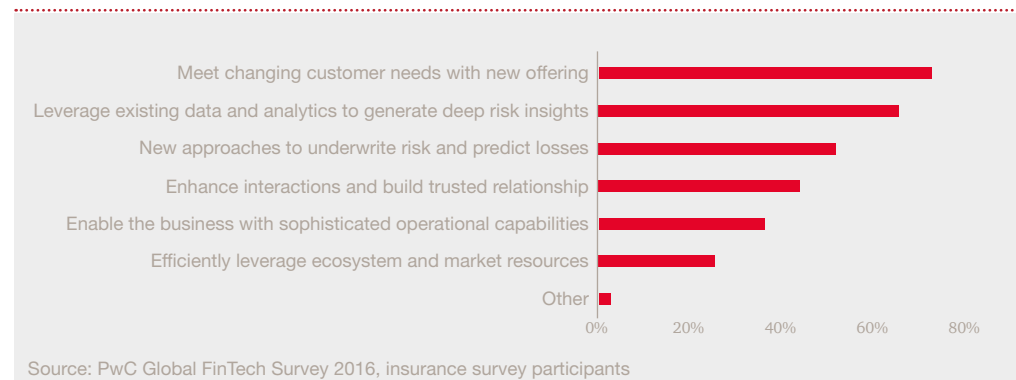 Meet changing customer needs with new offering
Leverage existing data and analytics to generate deep risk insights
New approaches to underwrite risk and predict losses
Enhance interactions and build trusted relationship
Enable the business with sophisticated operational capabilities
Efficiently leverage ecosystem and market resources
Other
0% 20% 40% 60% 80%
Source: PwC Global FinTech Survey 2016, insurance survey participants